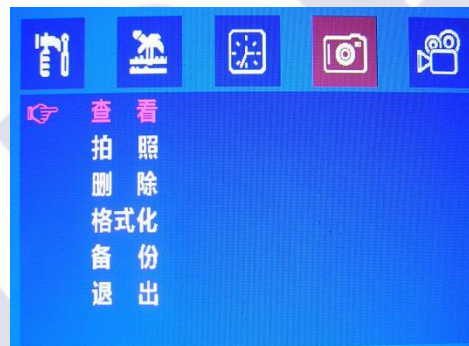 查 看
拍 照
删 除
格式化
备 份
退 出